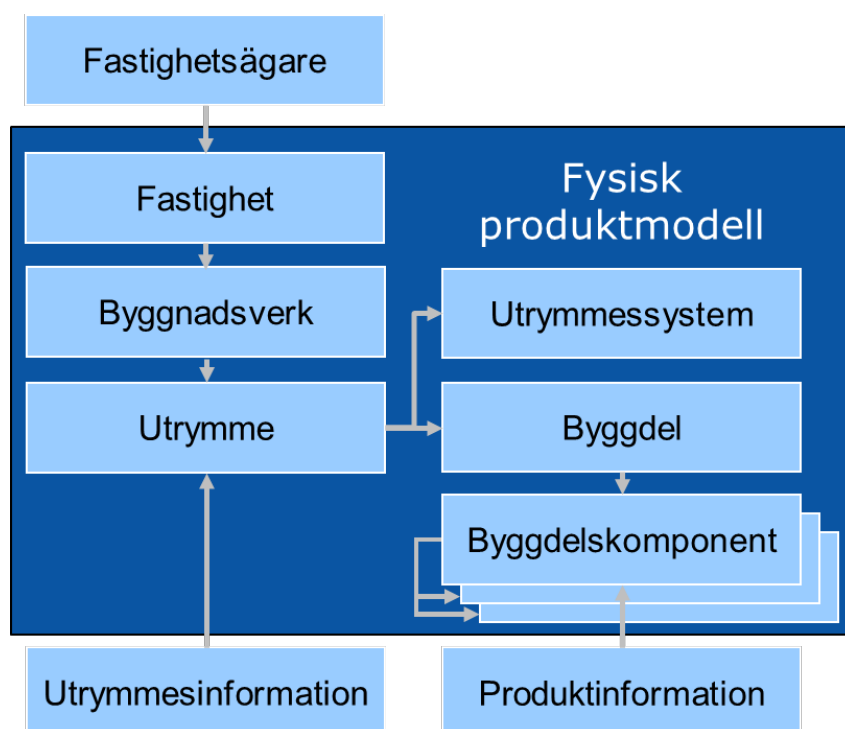 Fastighetsägare
Fastighet
Fysisk
produktmodell
Byggnadsverk
Utrymmessystem
Utrymme
Byggdel
Byggdelskomponent
Utrymmesinformation
Produktinformation